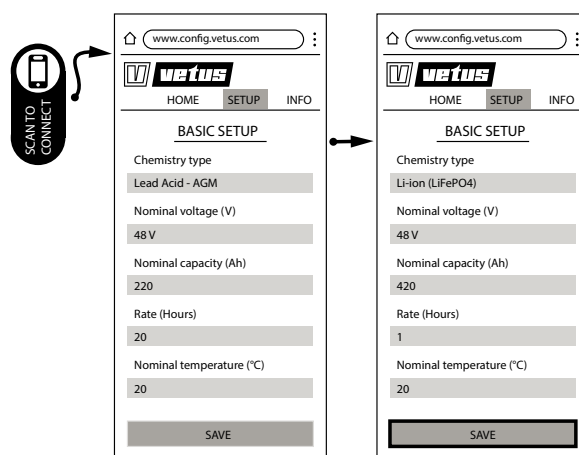 SCAN TO
CONNECT
www.config.vetus.com
V vetus
HOME SETUP INFO
BASIC SETUP
Chemistry type
Lead Acid - AGM
Nominal voltage (V)
48 V
Nominal capacity (Ah)
220
Rate (Hours)
20
Nominal temperature (°C)
20
SAVE
www.config.vetus.com
V vetus
HOME SETUP INFO
BASIC SETUP
Chemistry type
Li-ion (LiFePO4)
Nominal voltage (V)
48 V
Nominal capacity (Ah)
420
Rate (Hours)
1
Nominal temperature (°C)
20
SAVE